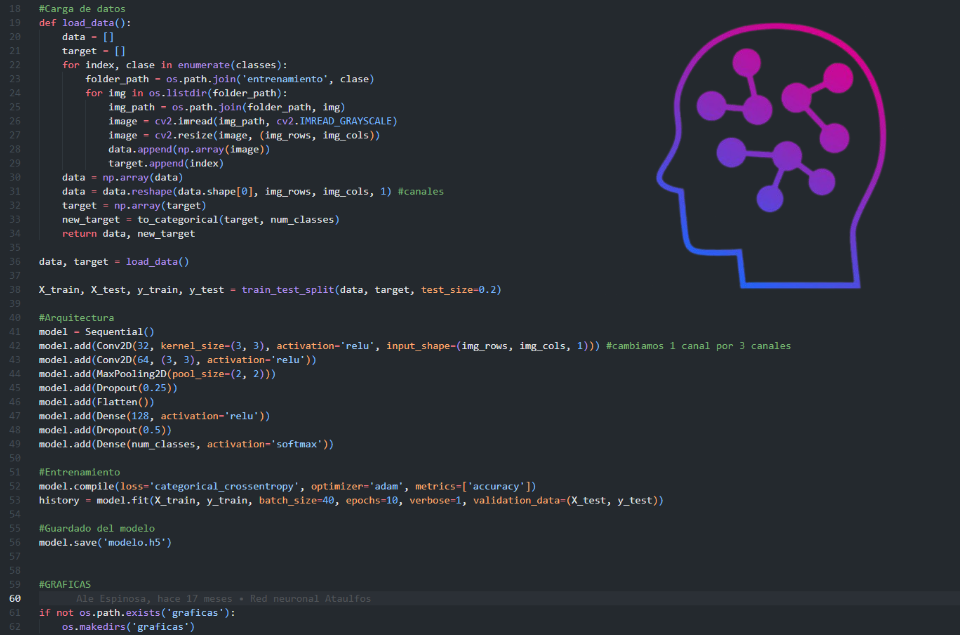 18 #Carga de datos
19 def load_data():
20 data = []
21 target = []
22 for index, clase in enumerate(classes):
23 folder_path = os.path.join('entrenamiento', clase)
24 for img in os.listdir(folder_path):
25 img_path = os.path.join(folder_path, img)
26 image = cv2.imread(img_path, cv2.IMREAD_GRAYSCALE)
27 image = cv2.resize(image, (img_rows, img_cols))
28 data.append(np.array(image))
29 target.append(index)
30 data = np.array(data)
31 data = data.reshape(data.shape[0], img_rows, img_cols, 1) #canales
32 target = np.array(target)
33 new_target = to_categorical(target, num_classes)
34 return data, new_target
35
36 data, target = load_data()
37
38 X_train, X_test, y_train, y_test = train_test_split(data, target, test_size=0.2)
39
40 #Arquitectura
41 model = Sequential()
42 model.add(Conv2D(32, kernel_size=(3, 3), activation='relu', input_shape=(img_rows, img_cols, 1))) #cambiamos 1 canal por 3 canales
43 model.add(Conv2D(64, (3, 3), activation='relu'))
44 model.add(MaxPooling2D(pool_size=(2, 2)))
45 model.add(Dropout(0.25))
46 model.add(Flatten())
47 model.add(Dense(128, activation='relu'))
48 model.add(Dropout(0.5))
49 model.add(Dense(num_classes, activation='softmax'))
50
51 #Entrenamiento
52 model.compile(loss='categorical_crossentropy', optimizer='adam', metrics=['accuracy'])
53 history = model.fit(X_train, y_train, batch_size=40, epochs=10, verbose=1, validation_data=(X_test, y_test))
54
55 #Guardado del modelo
56 model.save('modelo.h5')
57
58
59 #GRAFICAS
60 Ale Espinosa, hace 17 meses • Red neuronal Ataulfos
61 if not os.path.exists('graficas'):
62 os.makedirs('graficas')